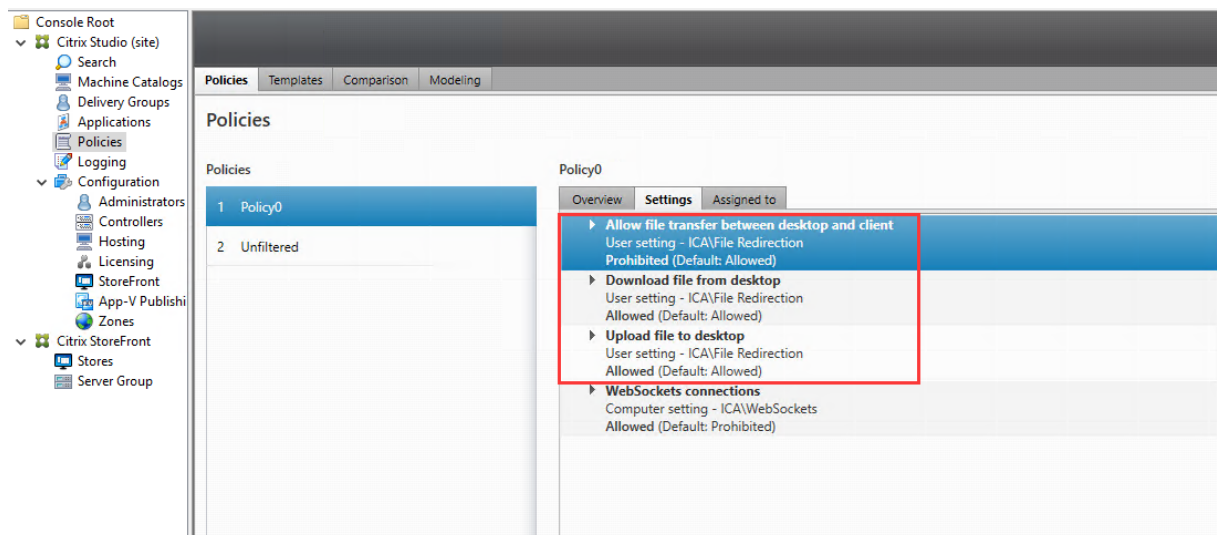 Console Root
Citrix Studio (site)
Search
Machine Catalogs
Delivery Groups
Applications
Policies
Logging
Configuration
Administrators
Controllers
Hosting
Licensing
StoreFront
App-V Publishi
Zones
Citrix StoreFront
Stores
Server Group
Policies Templates Comparison Modeling
Policies
Policies
1 Policy0
2 Unfiltered
Policy0
Overview Settings Assigned to
Allow file transfer between desktop and client
User setting - ICA\File Redirection
Prohibited (Default: Allowed)
Download file from desktop
User setting - ICA\File Redirection
Allowed (Default: Allowed)
Upload file to desktop
User setting - ICA\File Redirection
Allowed (Default: Allowed)
WebSockets connections
Computer setting - ICA\WebSockets
Allowed (Default: Prohibited)